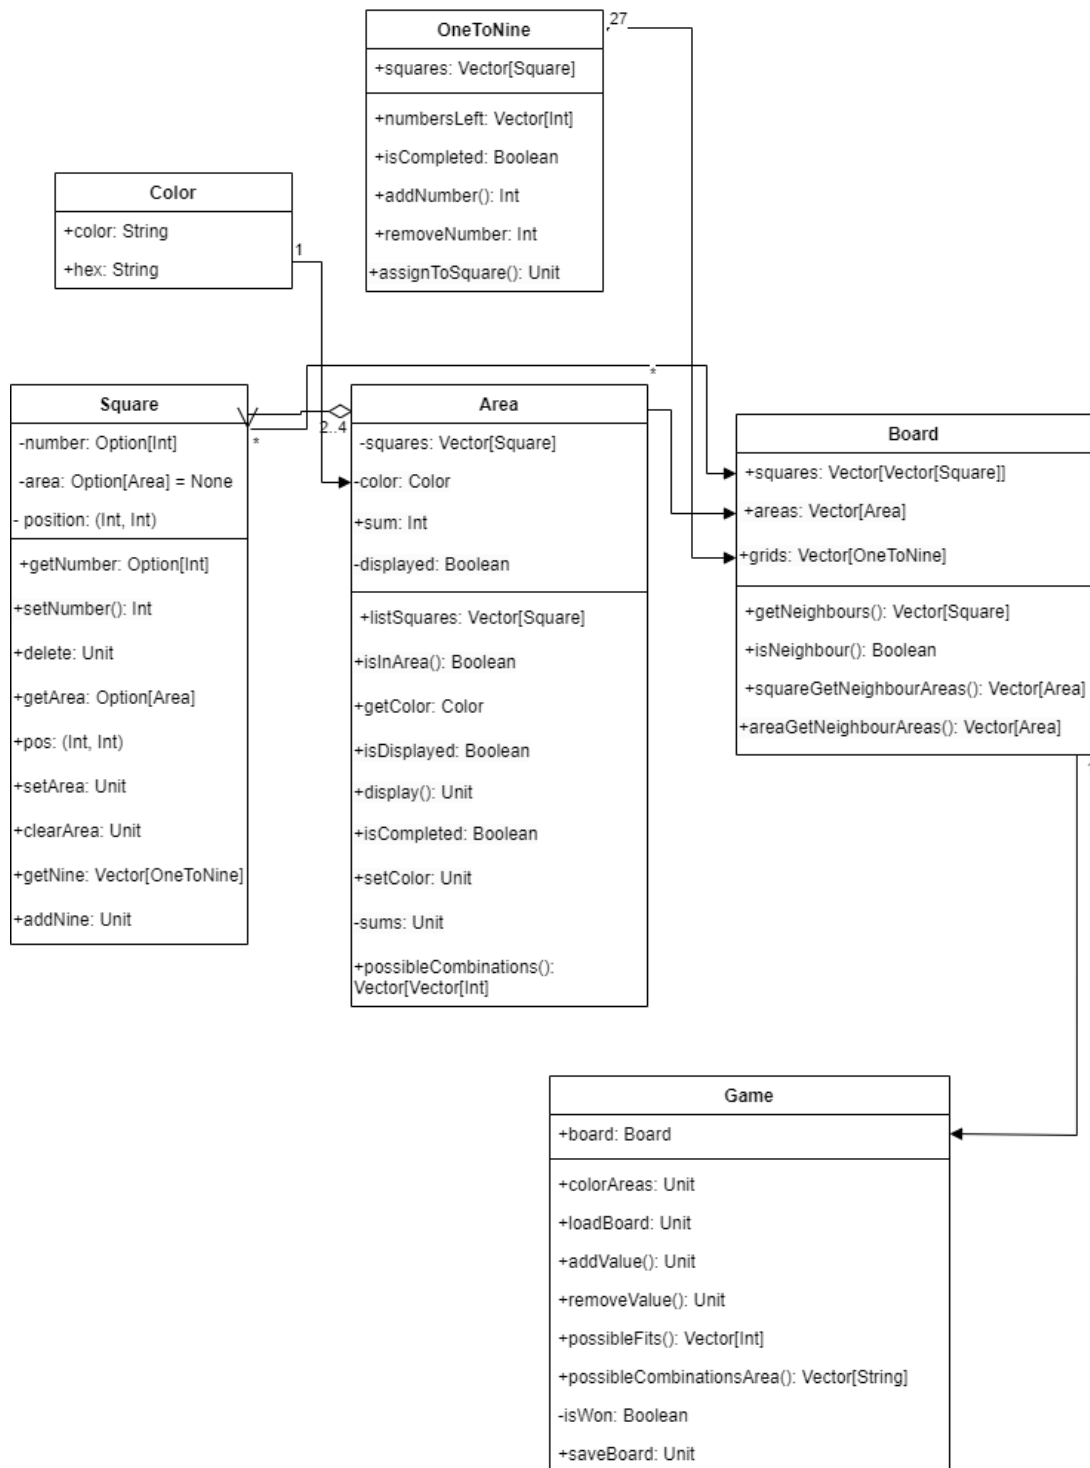 OneToNine
+squares: Vector[Square]
+numbersLeft: Vector[Int]
+isCompleted: Boolean
+addNumber(): Int
+removeNumber: Int
+assignToSquare(): Unit
27
Color
+color: String
+hex: String
1
Square
-number: Option[Int]
-area: Option[Area] = None
- position: (Int, Int)
+getNumber: Option[Int]
+setNumber(): Int
+delete: Unit
+getArea: Option[Area]
+pos: (Int, Int)
+setArea: Unit
+clearArea: Unit
+getNine: Vector[OneToNine]
+addNine: Unit
*
2..4
Area
-squares: Vector[Square]
-color: Color
+sum: Int
-displayed: Boolean
+listSquares: Vector[Square]
+isInArea(): Boolean
+getColor: Color
+isDisplayed: Boolean
+display(): Unit
+isCompleted: Boolean
+setColor: Unit
-sums: Unit
+possibleCombinations():
Vector[Vector[Int]
*
Board
+squares: Vector[Vector[Square]]
+areas: Vector[Area]
+grids: Vector[OneToNine]
+getNeighbours(): Vector[Square]
+isNeighbour(): Boolean
+squareGetNeighbourAreas(): Vector[Area]
+areaGetNeighbourAreas(): Vector[Area]
Game
+board: Board
+colorAreas: Unit
+loadBoard: Unit
+addValue(): Unit
+removeValue(): Unit
+possibleFits(): Vector[Int]
+possibleCombinationsArea(): Vector[String]
-isWon: Boolean
+saveBoard: Unit